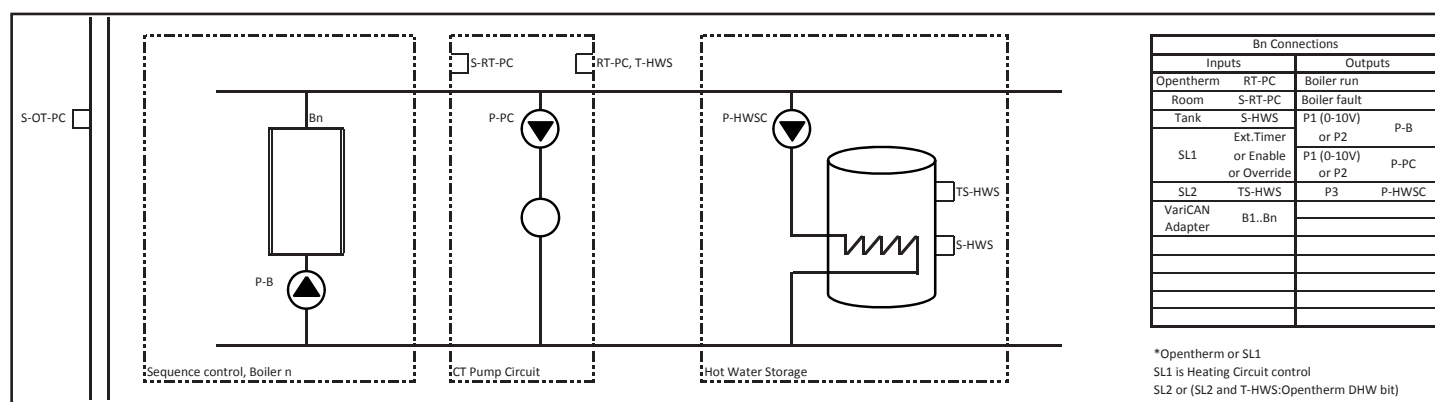 S-OT-PC
S-RT-PC
RT-PC, T-HWS
Bn
P-PC
P-HWSC
P-B
TS-HWS
S-HWS
Sequence control, Boiler n
CT Pump Circuit
Hot Water Storage
Bn Connections
Inputs Outputs
Opentherm RT-PC Boiler run
Room S-RT-PC Boiler fault
Tank S-HWS P1 (0-10V)
or P2 P-B
SL1 Ext.Timer
or Enable
or Override
P1 (0-10V)
or P2 P-PC
SL2 TS-HWS P3 P-HWSC
VariCAN
Adapter B1..Bn
*Opentherm or SL1
SL1 is Heating Circuit control
SL2 or (SL2 and T-HWS:Opentherm DHW bit)